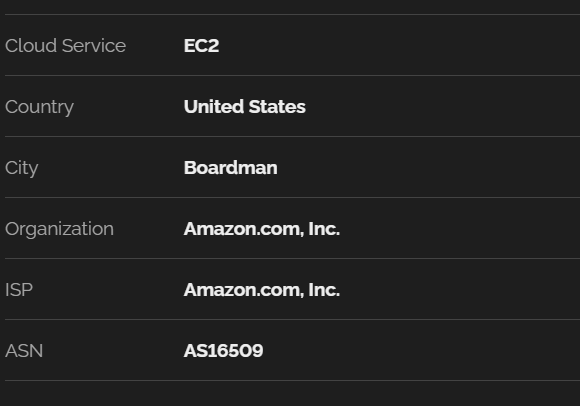 Cloud Service EC2
Country United States
City Boardman
Organization Amazon.com, Inc.
ISP Amazon.com, Inc.
ASN AS16509